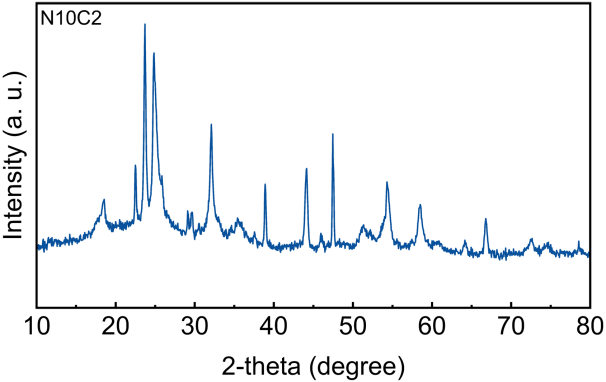 N10C2
Intensity (a. u.)
10 20 30 40 50 60 70 80
2-theta (degree)